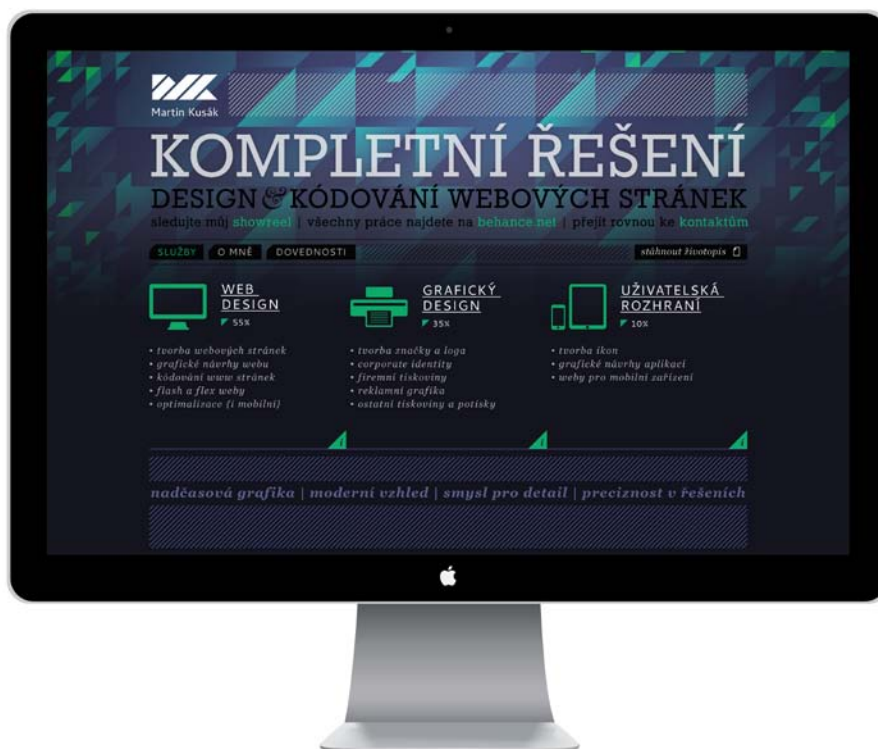 Martin Kusák
KOMPLETNÍ ŘEŠENÍ
DESIGN & KÓDOVÁNÍ WEBOVÝCH STRÁNEK
sledujte můj showreel | všechny práce najdete na behance.net | přejít rovnou ke kontaktům
SLUŽBY O MNĚ DOVEDNOSTI stáhnout životopis
WEB
DESIGN
55%
• tvorba webových stránek
• grafické návrhy webu
• kódování www stránek
• flash a flex weby
• optimalizace (i mobilní)
GRAFICKÝ
DESIGN
35%
• tvorba značky a loga
• corporate identity
• firemní tiskoviny
• reklamní grafika
• ostatní tiskoviny a potisky
UŽIVATELSKÁ
ROZHRANÍ
10%
• tvorba ikon
• grafické návrhy aplikací
• weby pro mobilní zařízení
i i i
nadčasová grafika | moderní vzhled | smysl pro detail | preciznost v řešeních